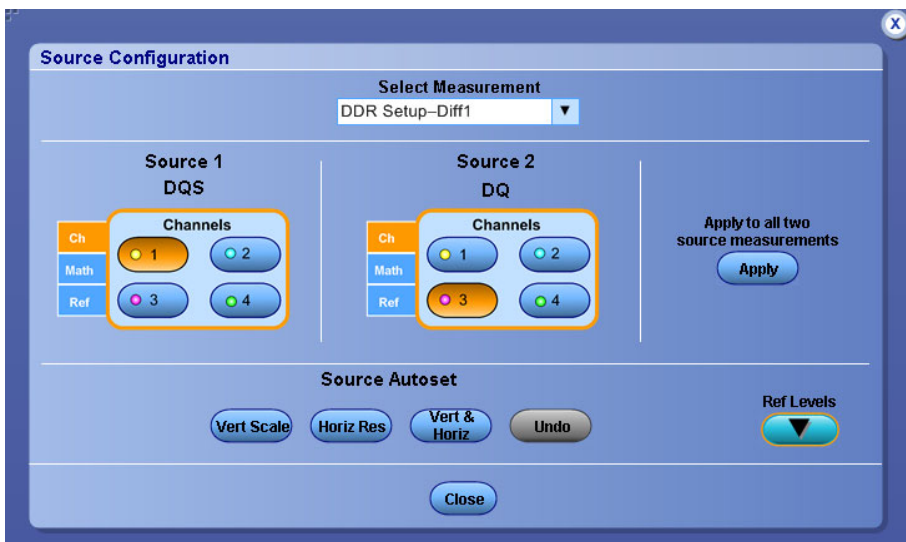 X
Source Configuration
Select Measurement
DDR Setup–Diff1
Source 1
DQS
Ch
Math
Ref
Channels
1
2
3
4
Source 2
DQ
Ch
Math
Ref
Channels
1
2
3
4
Apply to all two
source measurements
Apply
Source Autoset
Vert Scale
Horiz Res
Vert &
Horiz
Undo
Ref Levels
Close